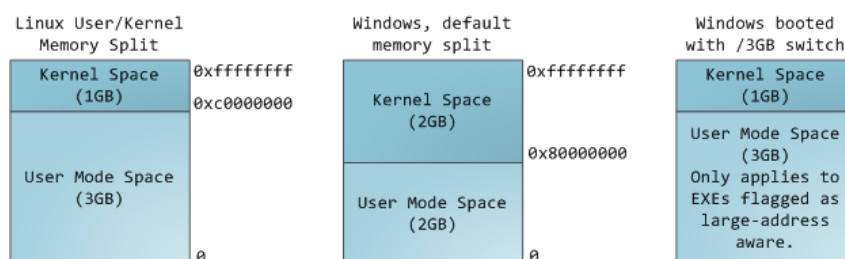 Linux User/Kernel
Memory Split
Kernel Space
(1GB)
0xffffffff
0xc0000000
User Mode Space
(3GB)
0
Windows, default
memory split
Kernel Space
(2GB)
0xffffffff
0x80000000
User Mode Space
(2GB)
0
Windows booted
with /3GB switch
Kernel Space
(1GB)
User Mode Space
(3GB)
Only applies to
EXEs flagged as
large-address
aware.